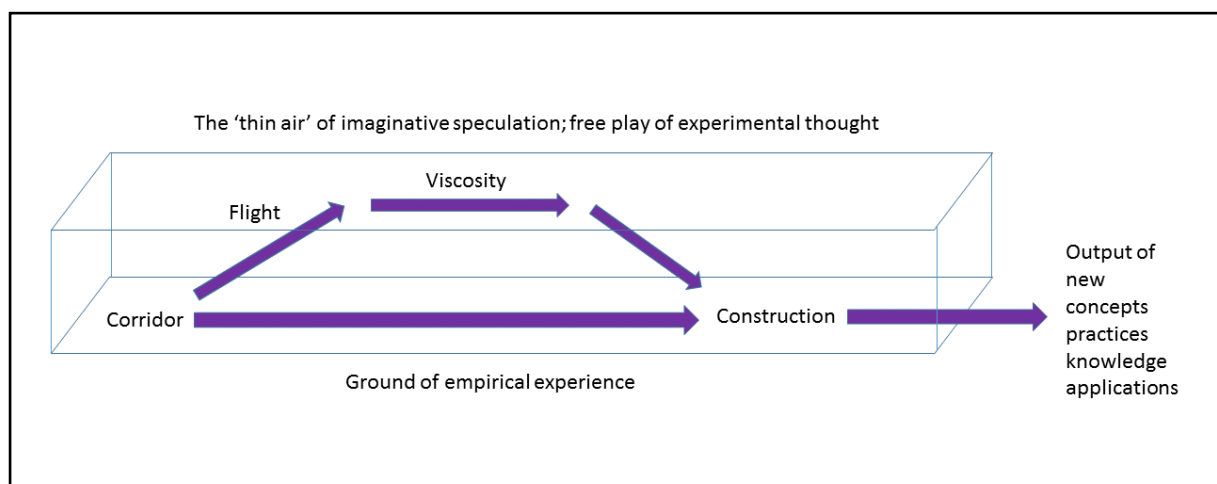 The ‘thin air’ of imaginative speculation; free play of experimental thought
Viscosity
Flight
Corridor
Construction
Output of
new
concepts
practices
knowledge
applications
Ground of empirical experience